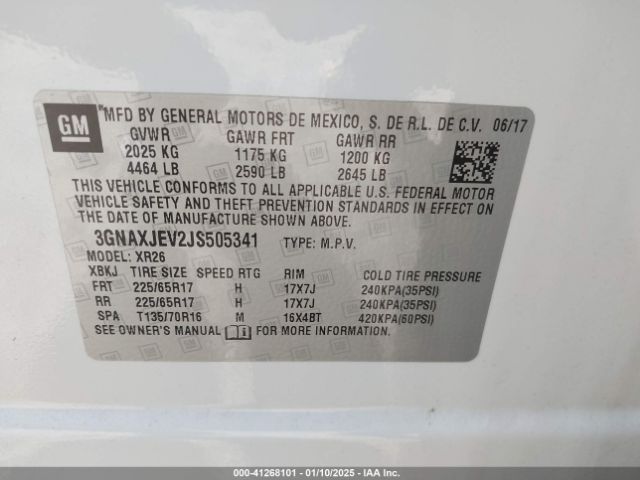 GM
MFD BY GENERAL MOTORS DE MEXICO, S. DE R.L. DE C.V. 06/17
GVWR GAWR FRT GAWR RR
2025 KG 1175 KG 1200 KG
4464 LB 2590 LB 2645 LB
THIS VEHICLE CONFORMS TO ALL APPLICABLE U.S. FEDERAL MOTOR
VEHICLE SAFETY AND THEFT PREVENTION STANDARDS IN EFFECT ON
THE DATE OF MANUFACTURE SHOWN ABOVE.
3GNAXJEV2JS505341 TYPE: M.P.V.
MODEL: XR26
XBKJ TIRE SIZE SPEED RTG RIM COLD TIRE PRESSURE
FRT 225/65R17 H 17X7J 240KPA(35PSI)
RR 225/65R17 H 17X7J 240KPA(35PSI)
SPA T135/70R16 M 16X4BT 420KPA(60PSI)
SEE OWNER'S MANUAL FOR MORE INFORMATION
000-41268101 - 01/10/2025 - IAAI.com